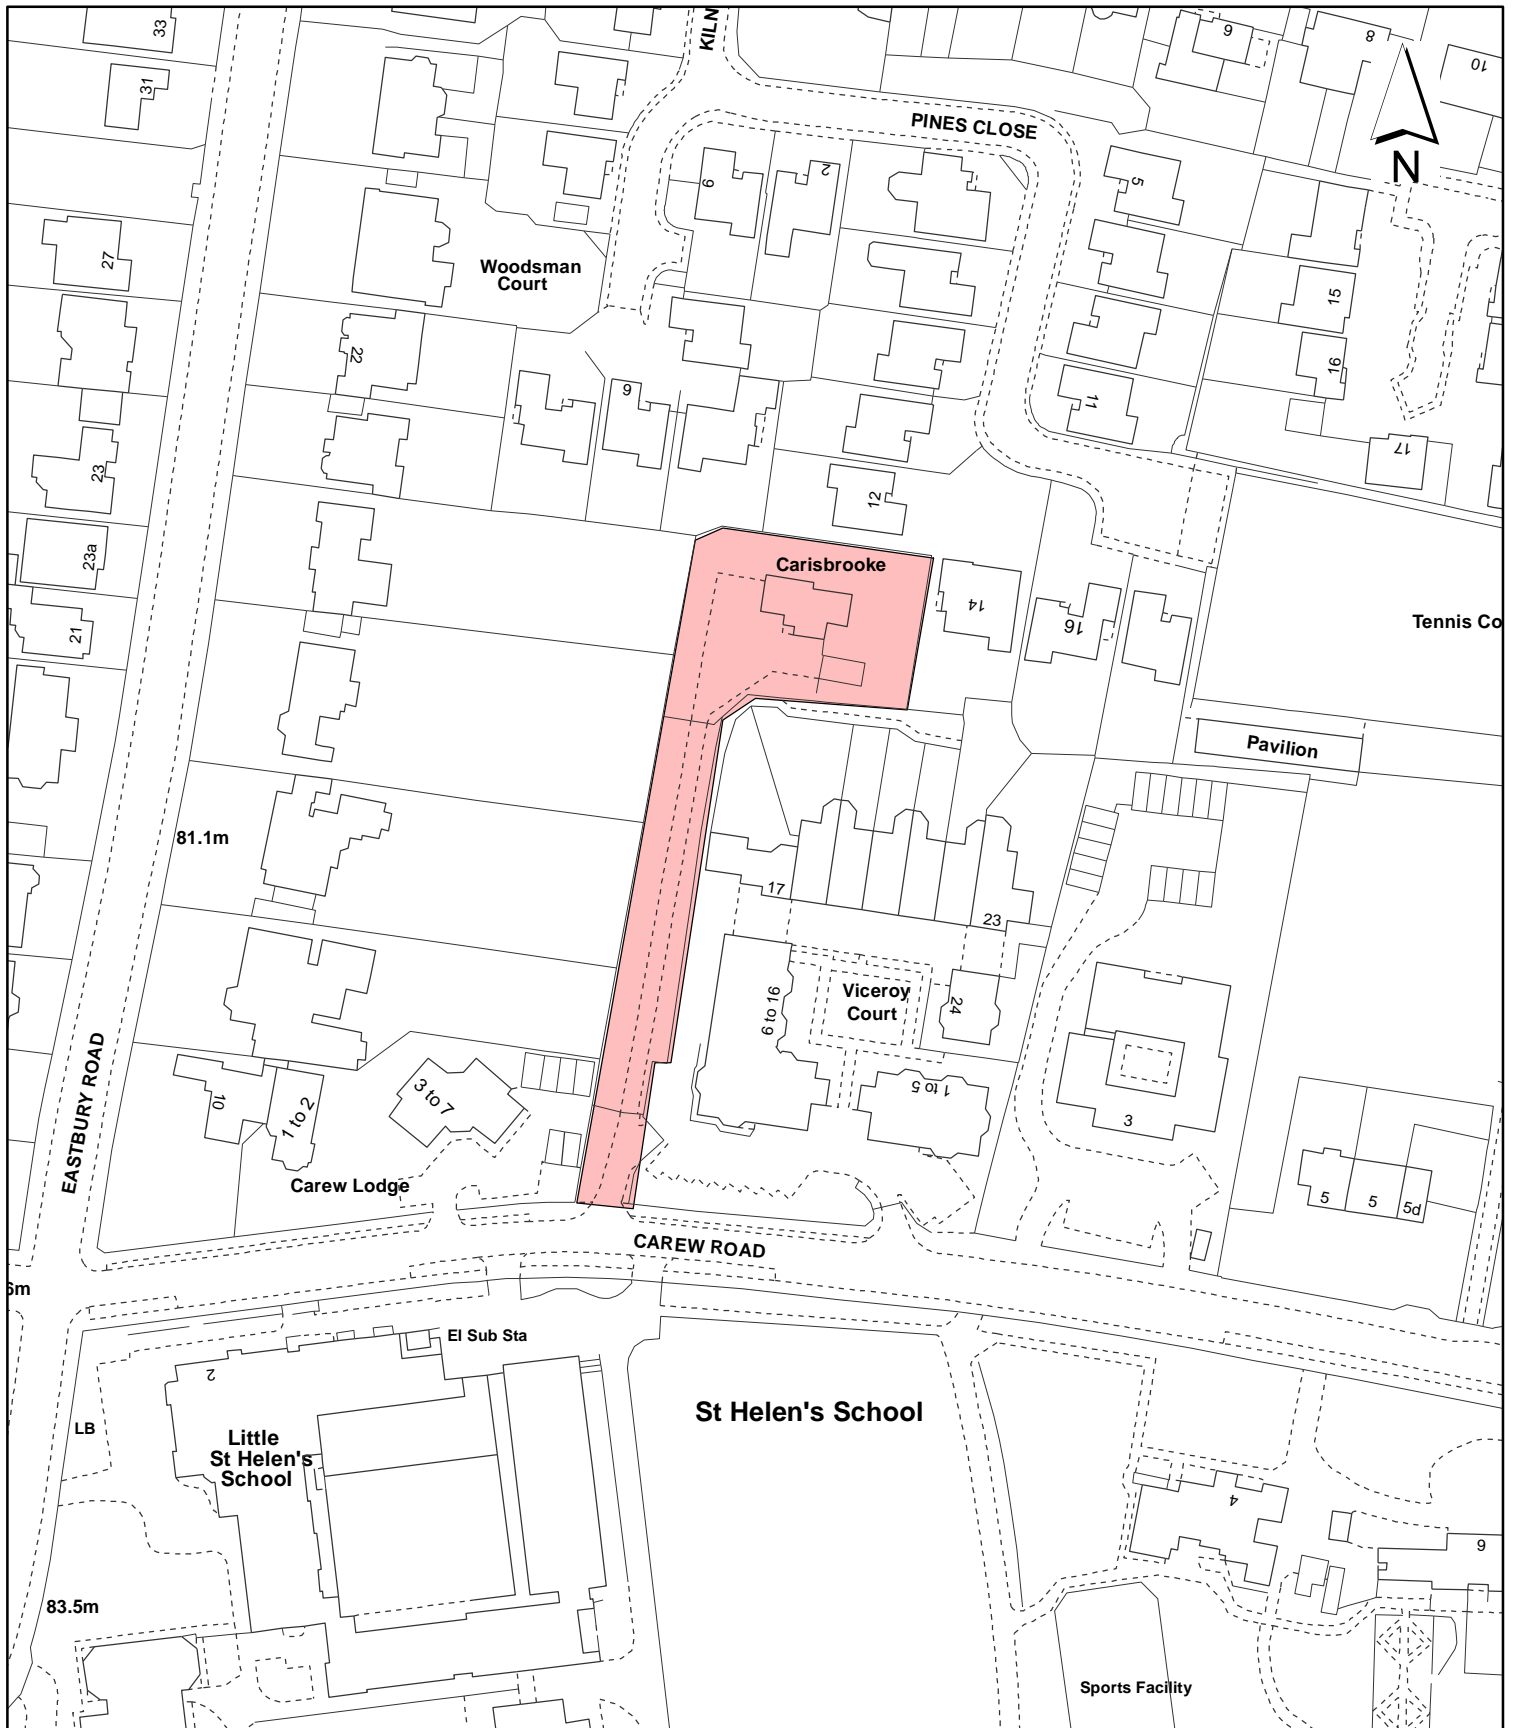 33
KILN
9
8
10
31
PINES CLOSE
N
9
2
5
27
Woodsman
Court
15
22
16
9
11
23
17
12
23a
Carisbrooke
14
21
16
Tennis Co
Pavilion
81.1m
17
23
6 to 16
Viceroy
Court
24
EASTBURY ROAD
3 to 7
1 to 5
10
1 to 2
3
Carew Lodge
5
5
5d
CAREW ROAD
6m
El Sub Sta
2
St Helen's School
LB
Little
St Helen's
School
4
6
83.5m
Sports Facility